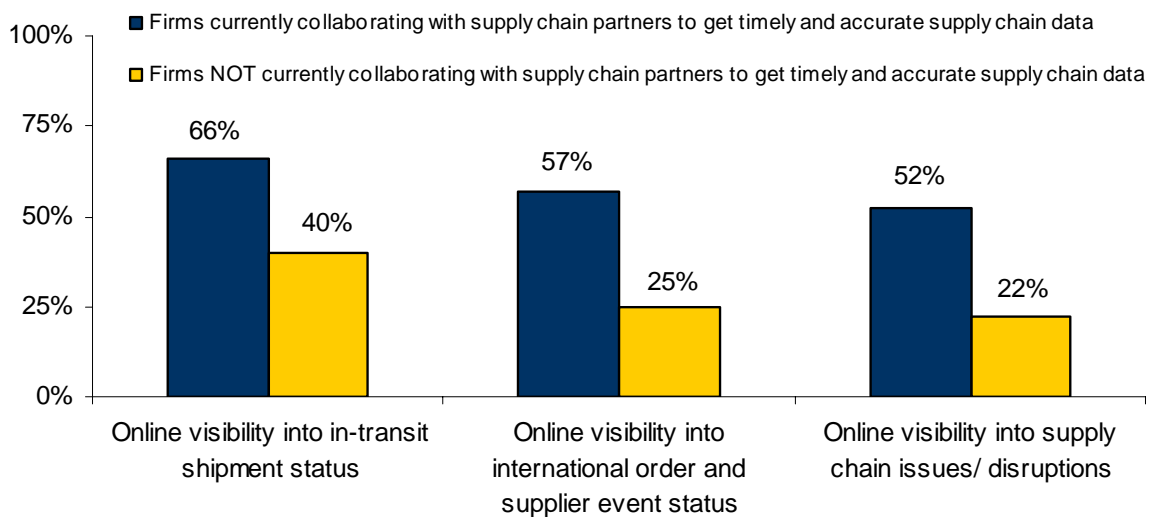 Firms currently collaborating with supply chain partners to get timely and accurate supply chain data
Firms NOT currently collaborating with supply chain partners to get timely and accurate supply chain data
100%
75%
50%
25%
0%
66%
40%
57%
25%
52%
22%
Online visibility into in-transit
shipment status
Online visibility into
international order and
supplier event status
Online visibility into supply
chain issues/ disruptions